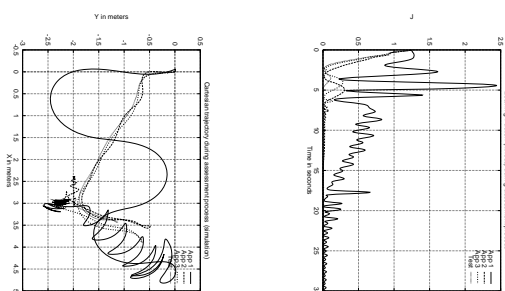 Y in meters
-3
-2.5
-2
-1.5
-1
-0.5
0
0.5
-0.5
0
0.5
1
1.5
2
2.5
3
3.5
4
4.5
5
X in meters
Cartesian trajectory during assessment process (simulation)
App 1
App 2
App 3
J
0
0.5
1
1.5
2
2.5
0
5
10
15
20
25
30
Time in seconds
App 1
App 2
App 3
Test